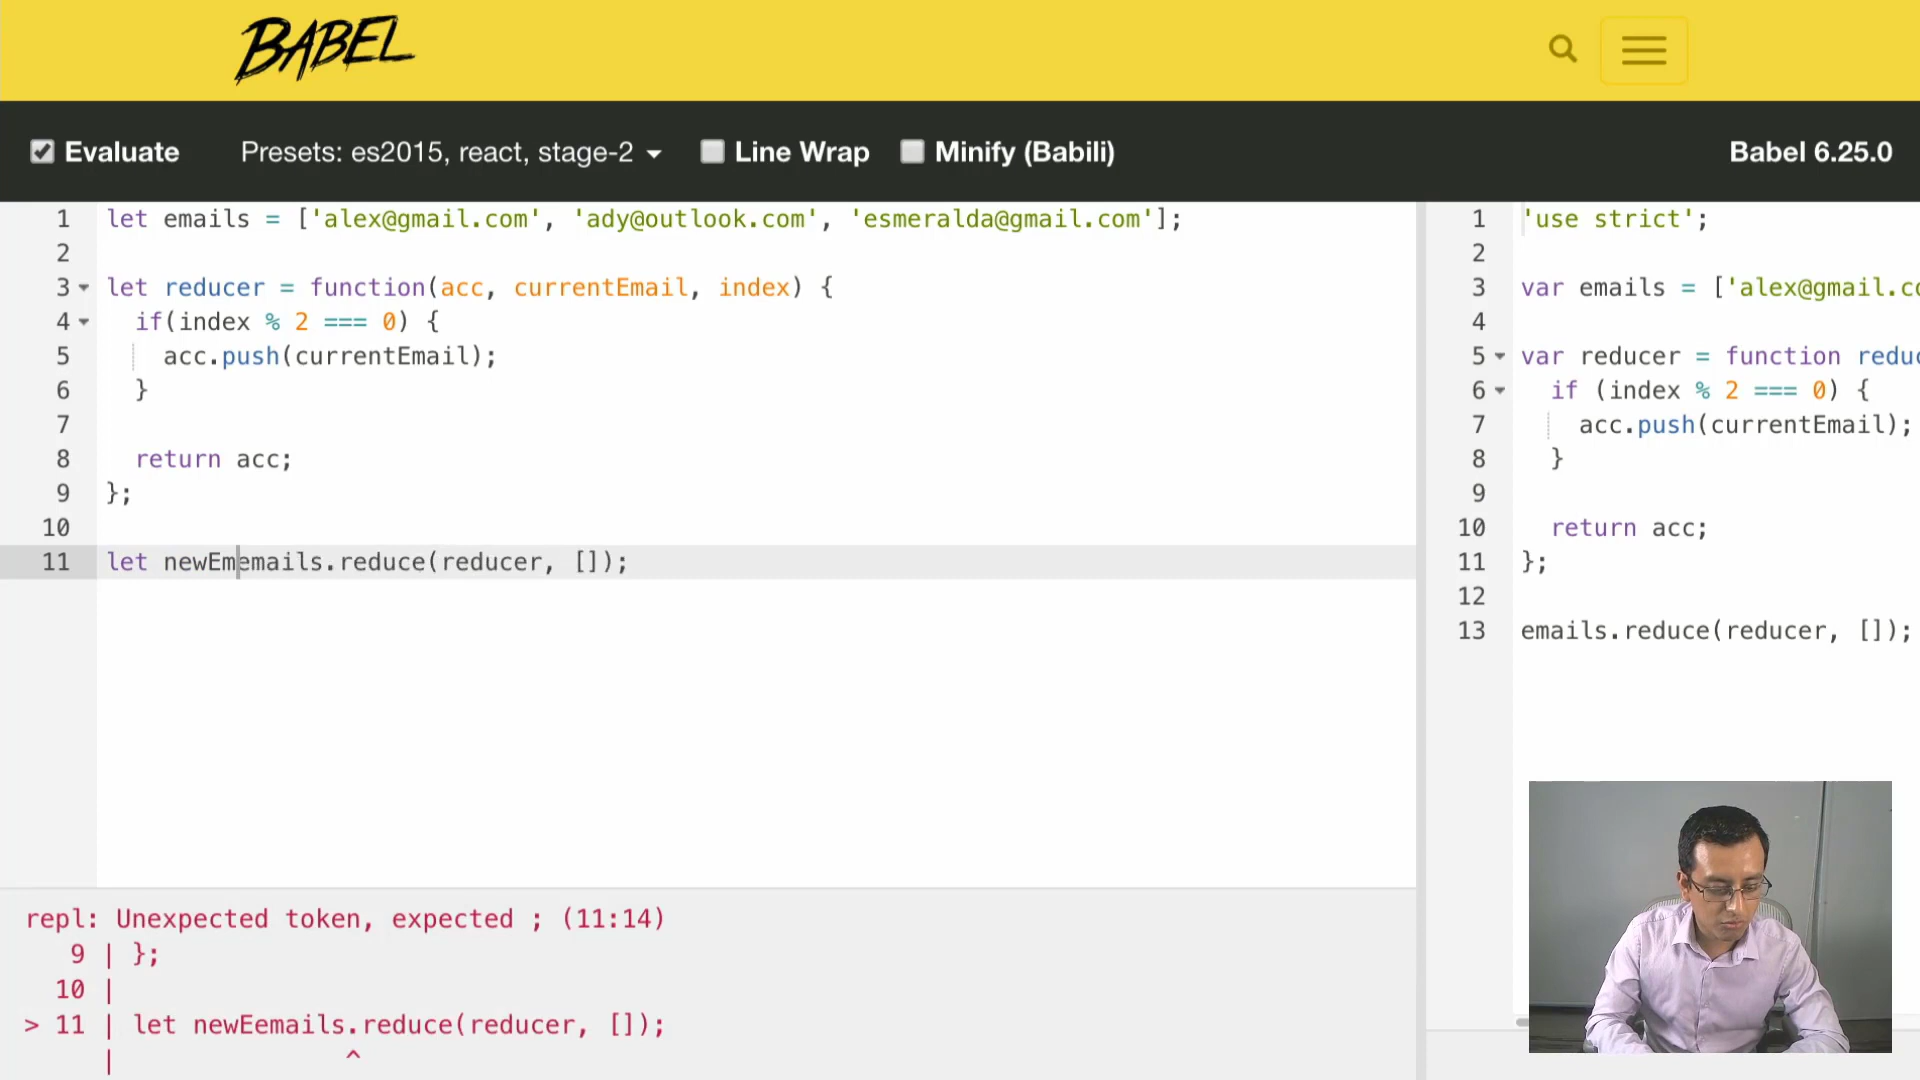 BABEL
Evaluate Presets: es2015, react, stage-2 Line Wrap Minify (Babili) Babel 6.25.0
1 let emails = ['alex@gmail.com', 'ady@outlook.com', 'esmeralda@gmail.com'];
2
3 let reducer = function(acc, currentEmail, index) {
4 if(index % 2 === 0) {
5 acc.push(currentEmail);
6 }
7
8 return acc;
9 };
10
11 let newEmemails.reduce(reducer, []);
1 'use strict';
2
3 var emails = ['alex@gmail.co
4
5 var reducer = function reduc
6 if (index % 2 === 0) {
7 acc.push(currentEmail);
8 }
9
10 return acc;
11 };
12
13 emails.reduce(reducer, []);
repl: Unexpected token, expected ; (11:14)
9 | };
10 |
> 11 | let newEemails.reduce(reducer, []);
| ^